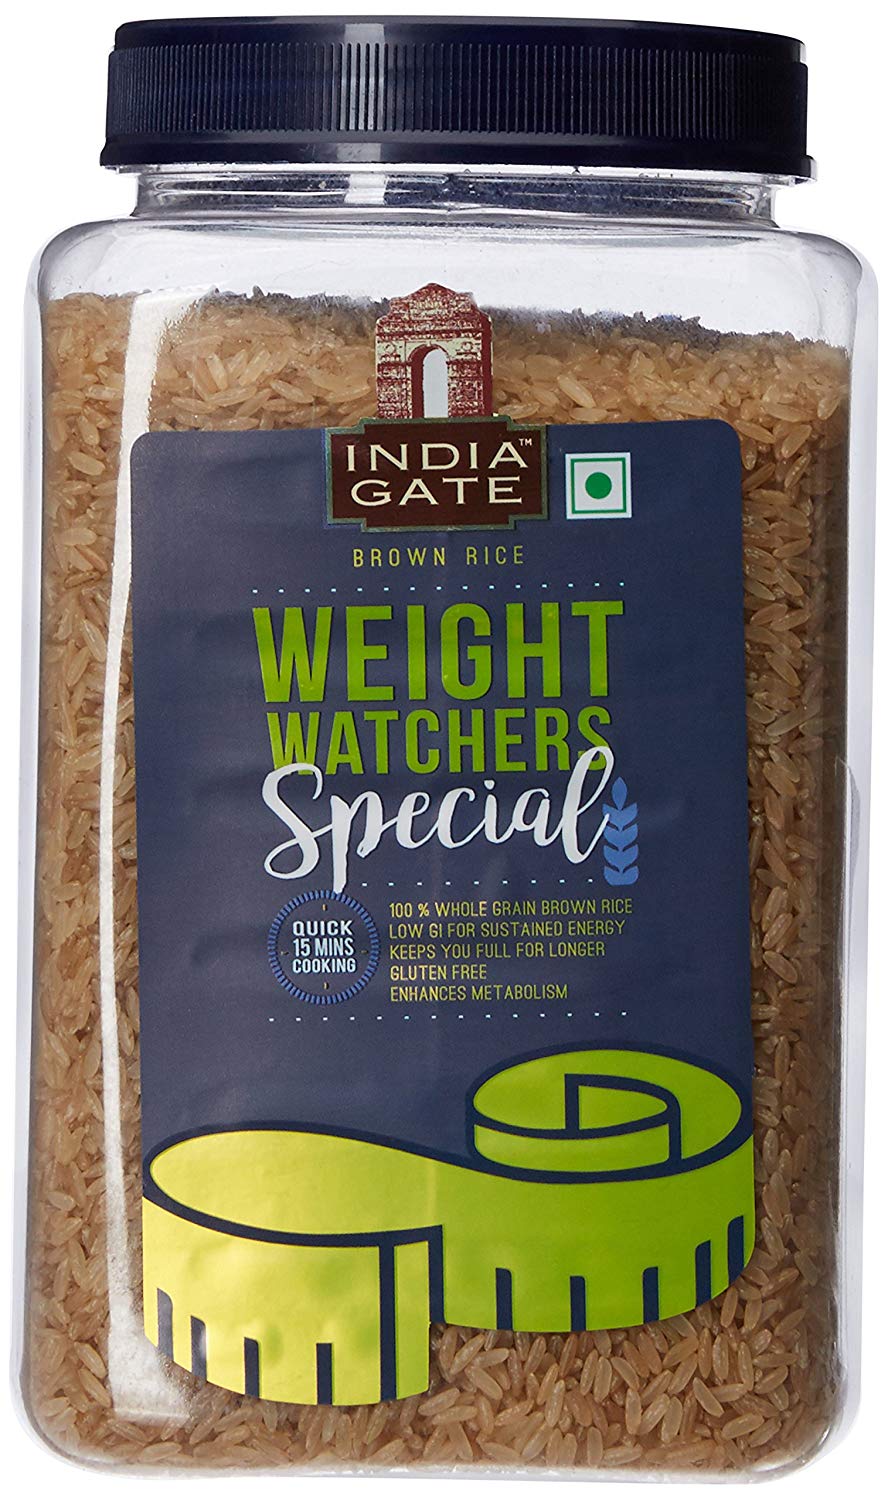 INDIA™
GATE
BROWN RICE
WEIGHT
WATCHERS
Special
QUICK
15 MINS
COOKING
100 % WHOLE GRAIN BROWN RICE
LOW GI FOR SUSTAINED ENERGY
KEEPS YOU FULL FOR LONGER
GLUTEN FREE
ENHANCES METABOLISM